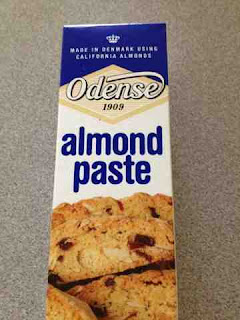 MADE IN DENMARK USING
CALIFORNIA ALMONDS
Odense
1909
almond
paste